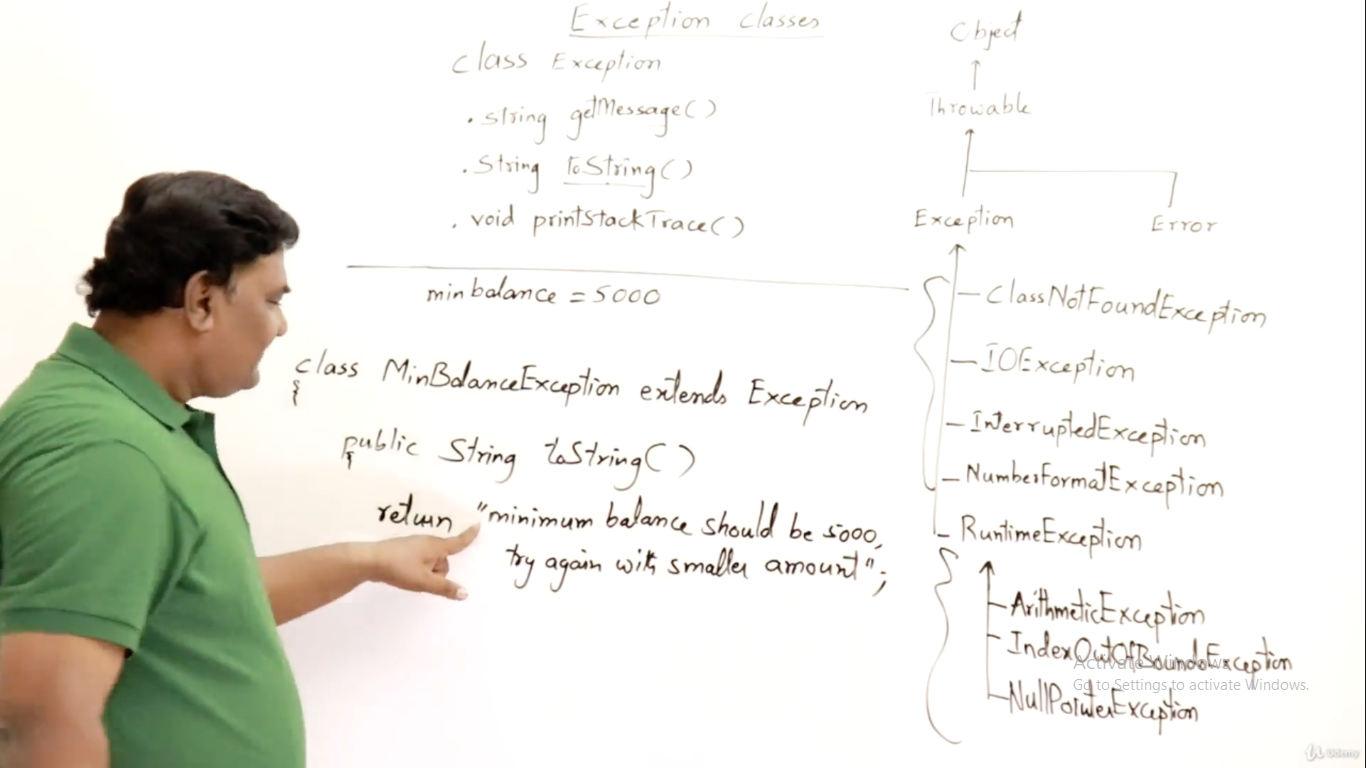 Exception Classes
class Exception
. string getMessage()
. String toString()
. void printStackTrace()
min balance = 5000
class MinBalanceException extends Exception
{
public String toString()
{
return "minimum balance should be 5000,
try again with smaller amount";
Object
Throwable
Exception
Error
ClassNotFoundException
IOException
InterruptedException
NumberFormatException
RuntimeException
ArithmeticException
IndexOutOfBoundsException
NullPointerException
Activate Windows
Go to Settings to activate Windows.
Udemy